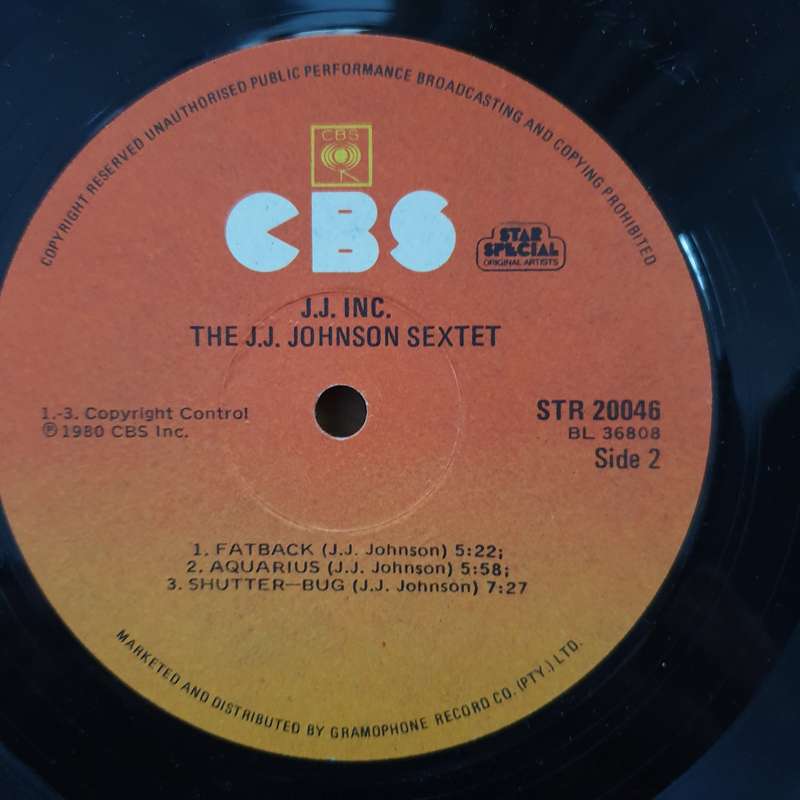 COPYRIGHT RESERVED UNAUTHORISED PUBLIC PERFORMANCE BROADCASTING AND COPYING PROHIBITED
CBS
CBS
STAR
SPECIAL
ORIGINAL ARTISTS
J.J. INC.
THE J.J. JOHNSON SEXTET
1.-3. Copyright Control
℗ 1980 CBS Inc.
STR 20046
BL 36808
Side 2
1. FATBACK (J.J. Johnson) 5:22;
2. AQUARIUS (J.J. Johnson) 5:58;
3. SHUTTER—BUG (J.J. Johnson) 7:27
MARKETED AND DISTRIBUTED BY GRAMOPHONE RECORD CO. (PTY.) LTD.